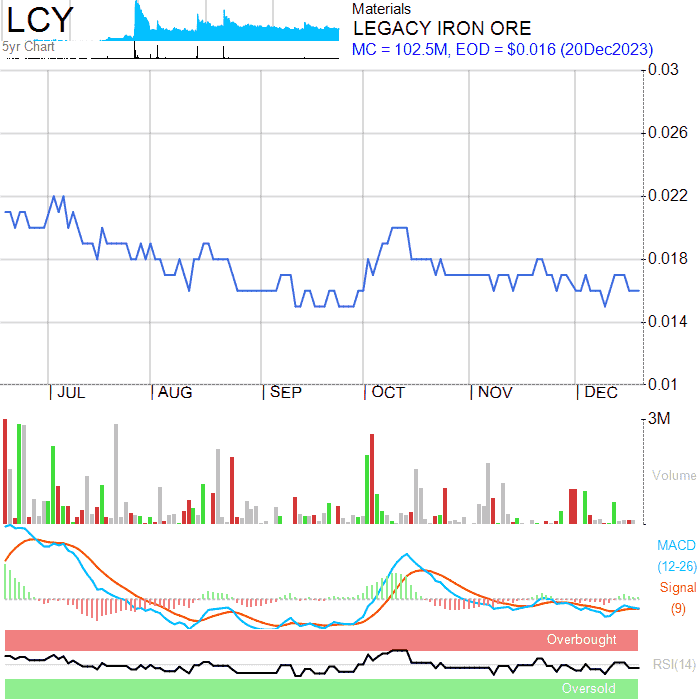 LCY
5yr Chart
Materials
LEGACY IRON ORE
MC = 102.5M, EOD = $0.016 (20Dec2023)
0.03
0.026
0.022
0.018
0.014
0.01
JUL AUG SEP OCT NOV DEC
3M
Volume
MACD
(12-26)
Signal
(9)
Overbought
RSI(14)
Oversold